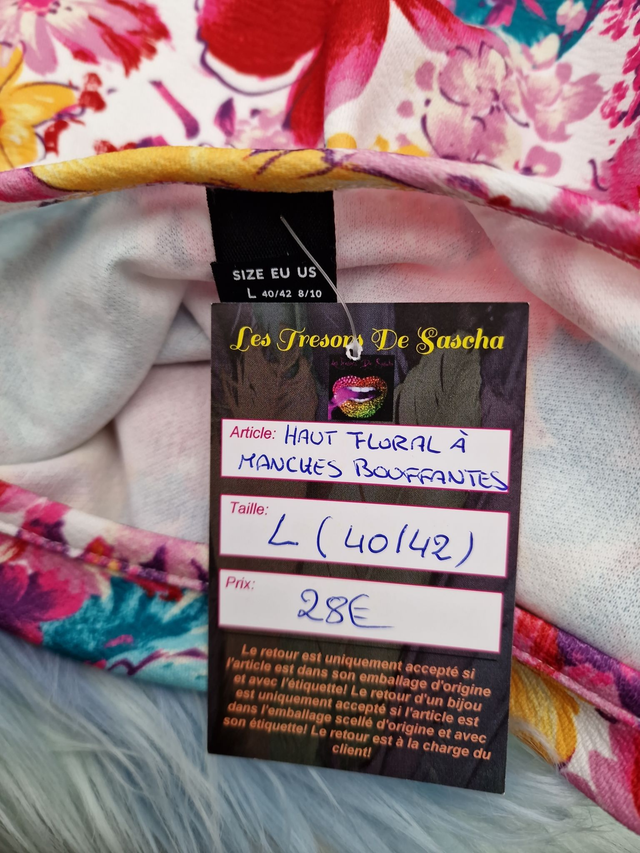 SIZE EU US
L 40/42 8/10
Les Tresors De Sascha
Article: HAUT FLORAL À
MANCHES BOUFFANTES
Taille:
L (40/42)
Prix:
28E
Le retour est uniquement accepté si
l'article est dans son emballage d'origine
et avec l'étiquette! Le retour d'un bijou
est uniquement accepté si l'article est
dans l'emballage scellé d'origine et avec
son étiquette! Le retour est à la charge du
client!